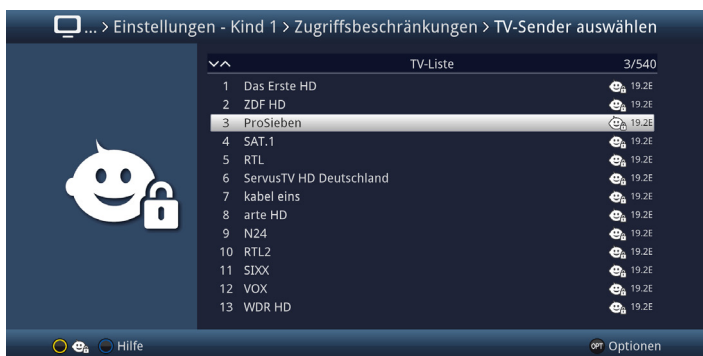 ... > Einstellungen - Kind 1 > Zugriffsbeschränkungen > TV-Sender auswählen
TV-Liste 3/540
1 Das Erste HD 19.2E
2 ZDF HD 19.2E
3 ProSieben 19.2E
4 SAT.1 19.2E
5 RTL 19.2E
6 ServusTV HD Deutschland 19.2E
7 kabel eins 19.2E
8 arte HD 19.2E
9 N24 19.2E
10 RTL2 19.2E
11 SIXX 19.2E
12 VOX 19.2E
13 WDR HD 19.2E
Hilfe OPT Optionen